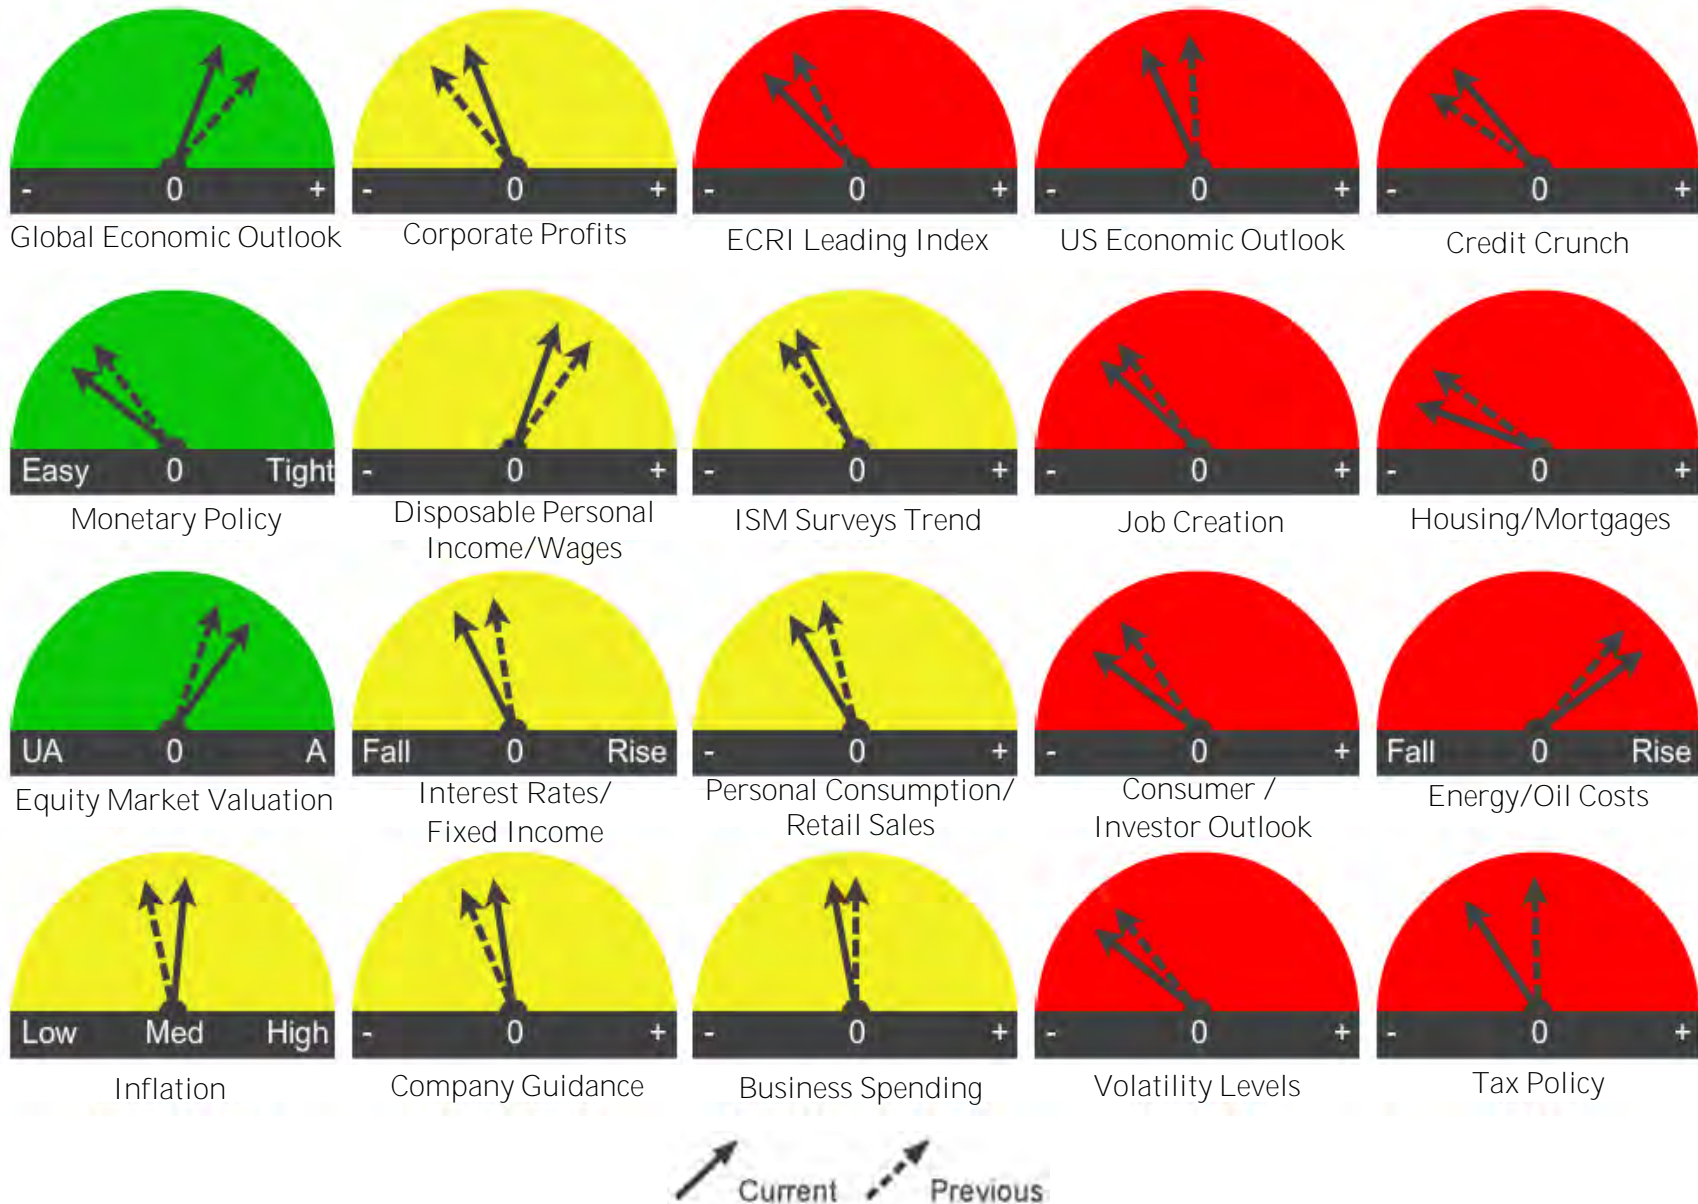 - 0 +
Global Economic Outlook
- 0 +
Corporate Profits
- 0 +
ECRI Leading Index
- 0 +
US Economic Outlook
- 0 +
Credit Crunch
Easy 0 Tight
Monetary Policy
- 0 +
Disposable Personal
Income/Wages
- 0 +
ISM Surveys Trend
- 0 +
Job Creation
- 0 +
Housing/Mortgages
UA 0 A
Equity Market Valuation
Fall 0 Rise
Interest Rates/
Fixed Income
- 0 +
Personal Consumption/
Retail Sales
- 0 +
Consumer /
Investor Outlook
Fall 0 Rise
Energy/Oil Costs
Low Med High
Inflation
- 0 +
Company Guidance
- 0 +
Business Spending
- 0 +
Volatility Levels
- 0 +
Tax Policy
Current Previous